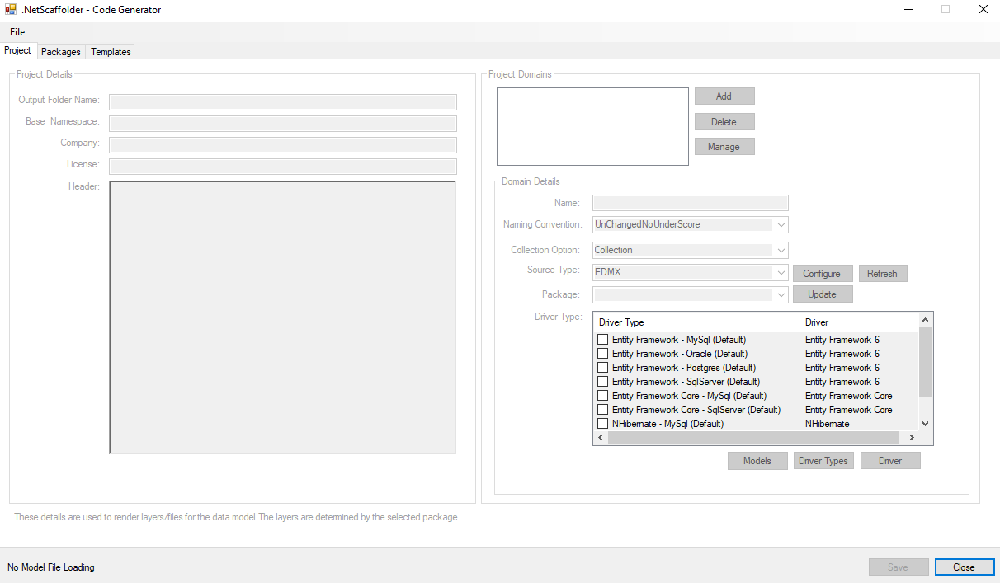 .NetScaffolder - Code Generator
File
Project Packages Templates
Project Details
Output Folder Name:
Base Namespace:
Company:
License:
Header:
Project Domains
Add
Delete
Manage
Domain Details
Name:
Naming Convention: UnChangedNoUnderScore
Collection Option: Collection
Source Type: EDMX Configure Refresh
Package: Update
Driver Type:
Driver Type Driver
Entity Framework - MySql (Default) Entity Framework 6
Entity Framework - Oracle (Default) Entity Framework 6
Entity Framework - Postgres (Default) Entity Framework 6
Entity Framework - SqlServer (Default) Entity Framework 6
Entity Framework Core - MySql (Default) Entity Framework Core
Entity Framework Core - SqlServer (Default) Entity Framework Core
NHibernate - MySql (Default) NHibernate
Models Driver Types Driver
These details are used to render layers/files for the data model.The layers are determined by the selected package.
No Model File Loading
Save Close